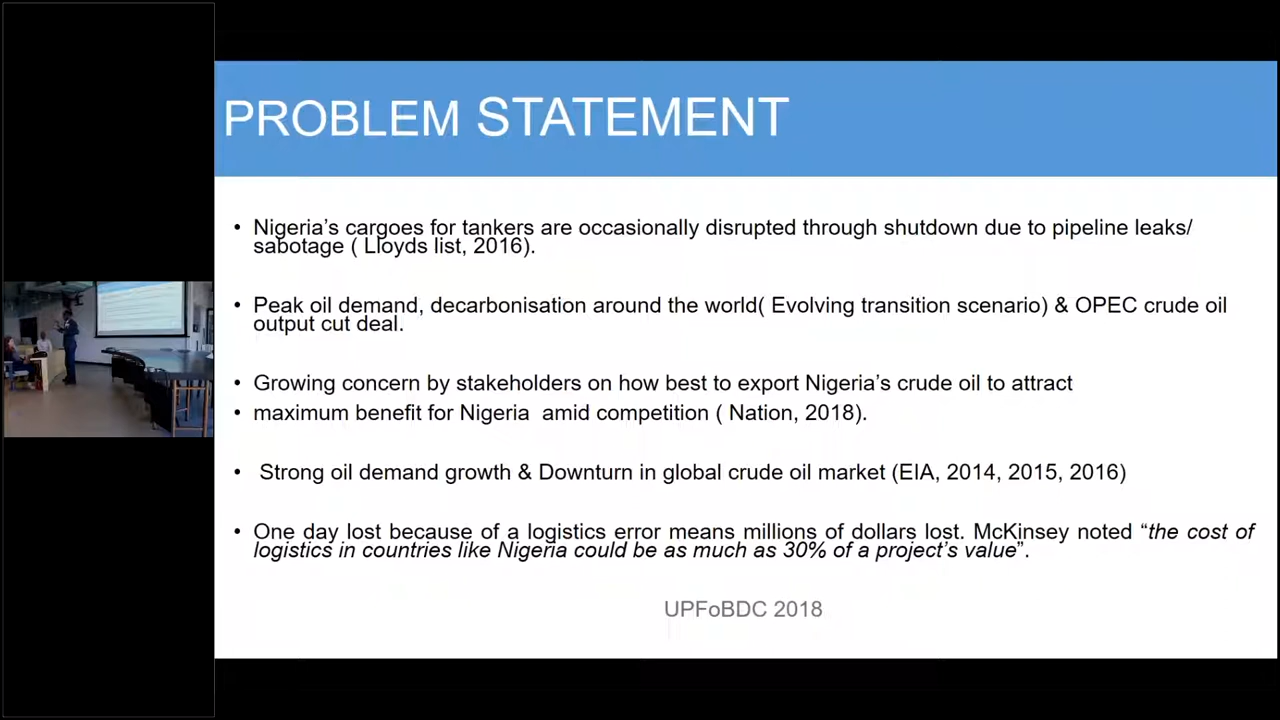 PROBLEM STATEMENT
• Nigeria’s cargoes for tankers are occasionally disrupted through shutdown due to pipeline leaks/
sabotage ( Lloyds list, 2016).
• Peak oil demand, decarbonisation around the world( Evolving transition scenario) & OPEC crude oil
output cut deal.
• Growing concern by stakeholders on how best to export Nigeria’s crude oil to attract
• maximum benefit for Nigeria amid competition ( Nation, 2018).
• Strong oil demand growth & Downturn in global crude oil market (EIA, 2014, 2015, 2016)
• One day lost because of a logistics error means millions of dollars lost. McKinsey noted “the cost of
logistics in countries like Nigeria could be as much as 30% of a project’s value”.
UPFoBDC 2018